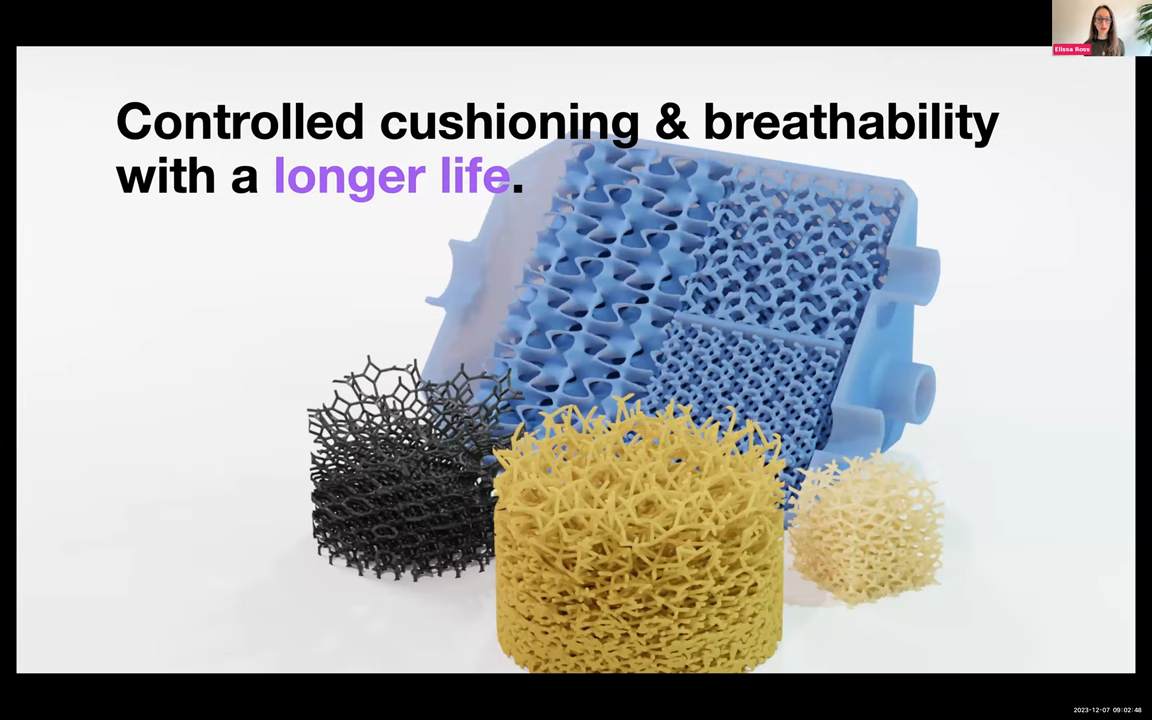 Elissa Ross
Controlled cushioning & breathability
with a longer life.
2023-12-07 09:02:48